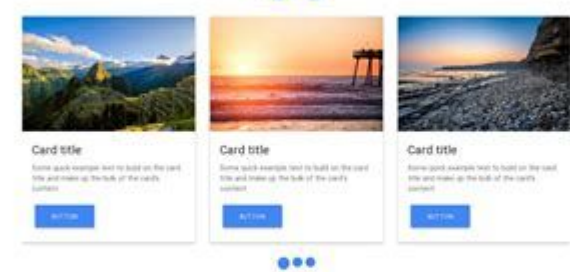 Card title
Some quick example text to build on the card
title and make up the bulk of the card's
content.
BUTTON
Card title
Some quick example text to build on the card
title and make up the bulk of the card's
content.
BUTTON
Card title
Some quick example text to build on the card
title and make up the bulk of the card's
content.
BUTTON